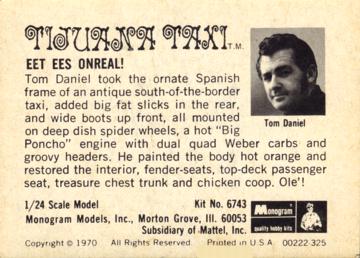 TIJUANA TAXI T.M.
EET EES ONREAL!
Tom Daniel took the ornate Spanish
frame of an antique south-of-the-border
taxi, added big fat slicks in the rear,
and wide boots up front, all mounted
on deep dish spider wheels, a hot "Big
Poncho" engine with dual quad Weber carbs and
groovy headers. He painted the body hot orange and
restored the interior, fender-seats, top-deck passenger
seat, treasure chest trunk and chicken coop. Ole'!
Tom Daniel
1/24 Scale Model Kit No. 6743
Monogram Models, Inc., Morton Grove, Ill. 60053
Subsidiary of Mattel, Inc.
Monogram
quality hobby kits
Copyright © 1970 All Rights Reserved. Printed in U.S.A. 00222-325